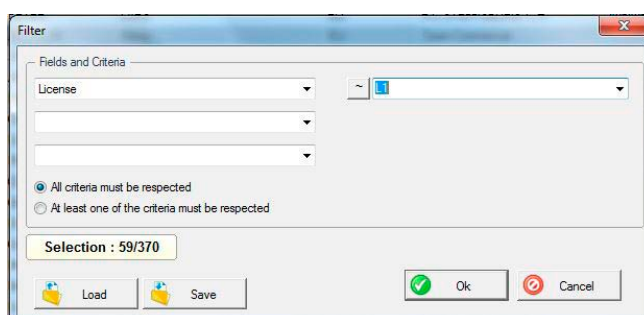 Filter
Fields and Criteria
License ~ L1
All criteria must be respected
At least one of the criteria must be respected
Selection : 59/370
Load Save Ok Cancel